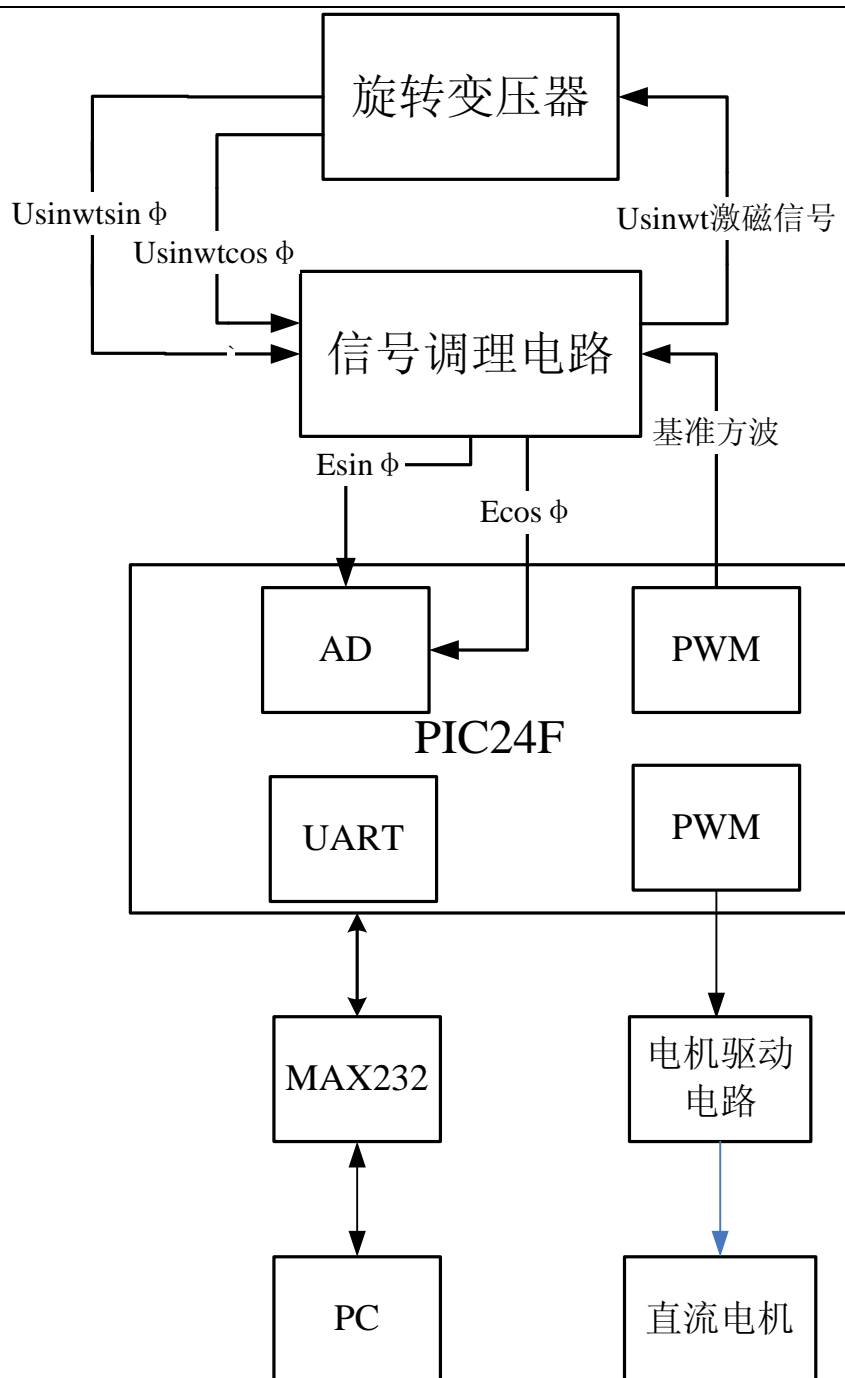 旋转变压器
Usinwtsinφ
Usinwtcosφ
Usinwt激磁信号
信号调理电路
基准方波
Esinφ
Ecosφ
AD
PWM
PIC24F
UART
PWM
MAX232
电机驱动
电路
PC
直流电机